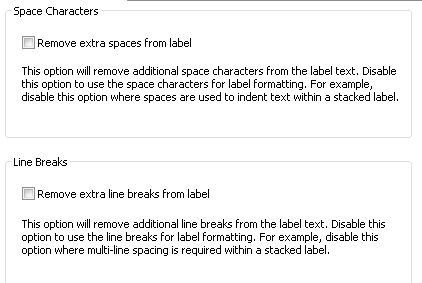 Space Characters
Remove extra spaces from label
This option will remove additional space characters from the label text. Disable
this option to use the space characters for label formatting. For example,
disable this option where spaces are used to indent text within a stacked label.
Line Breaks
Remove extra line breaks from label
This option will remove additional line breaks from the label text. Disable this
option to use the line breaks for label formatting. For example, disable this
option where multi-line spacing is required within a stacked label.